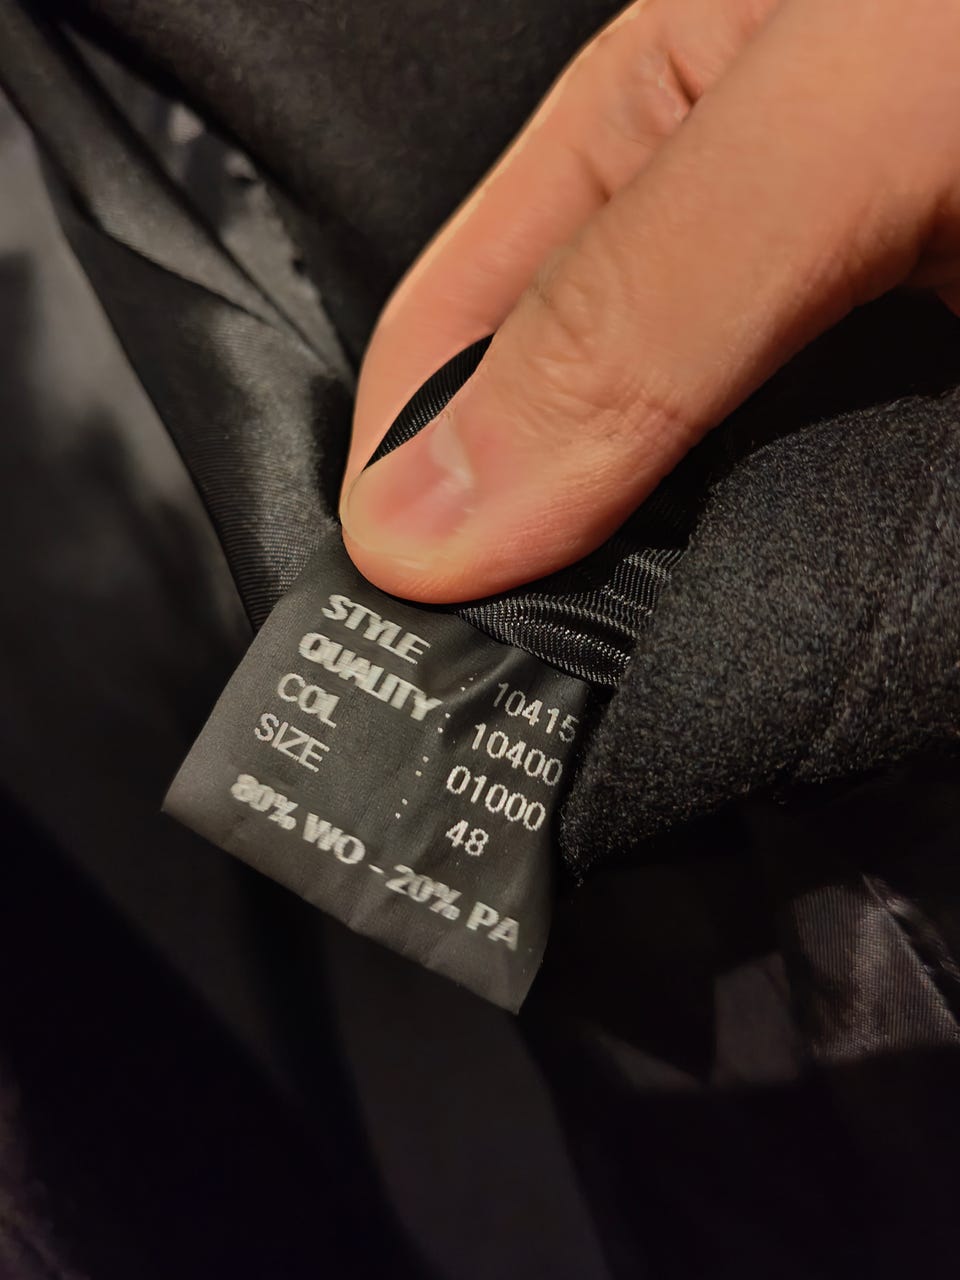 STYLE : 10415
QUALITY : 10400
COL : 01000
SIZE : 48
80% WO - 20% PA